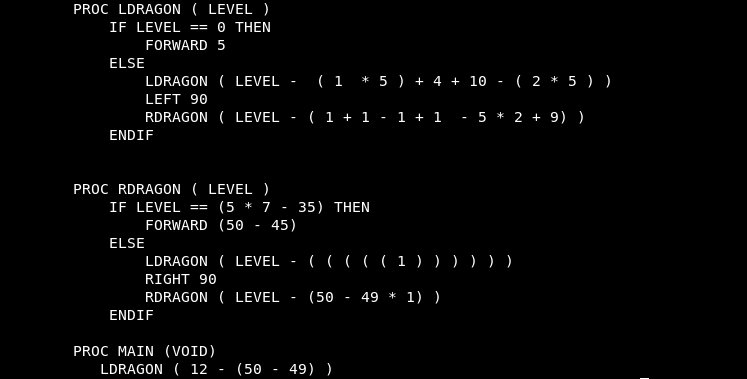 PROC LDRAGON ( LEVEL )
IF LEVEL == 0 THEN
FORWARD 5
ELSE
LDRAGON ( LEVEL -  ( 1  * 5 ) + 4 + 10 - ( 2 * 5 ) )
LEFT 90
RDRAGON ( LEVEL - ( 1 + 1 - 1 + 1  - 5 * 2 + 9) )
ENDIF
PROC RDRAGON ( LEVEL )
IF LEVEL == (5 * 7 - 35) THEN
FORWARD (50 - 45)
ELSE
LDRAGON ( LEVEL - ( ( ( ( ( 1 ) ) ) ) ) )
RIGHT 90
RDRAGON ( LEVEL - (50 - 49 * 1) )
ENDIF
PROC MAIN (VOID)
LDRAGON ( 12 - (50 - 49) )